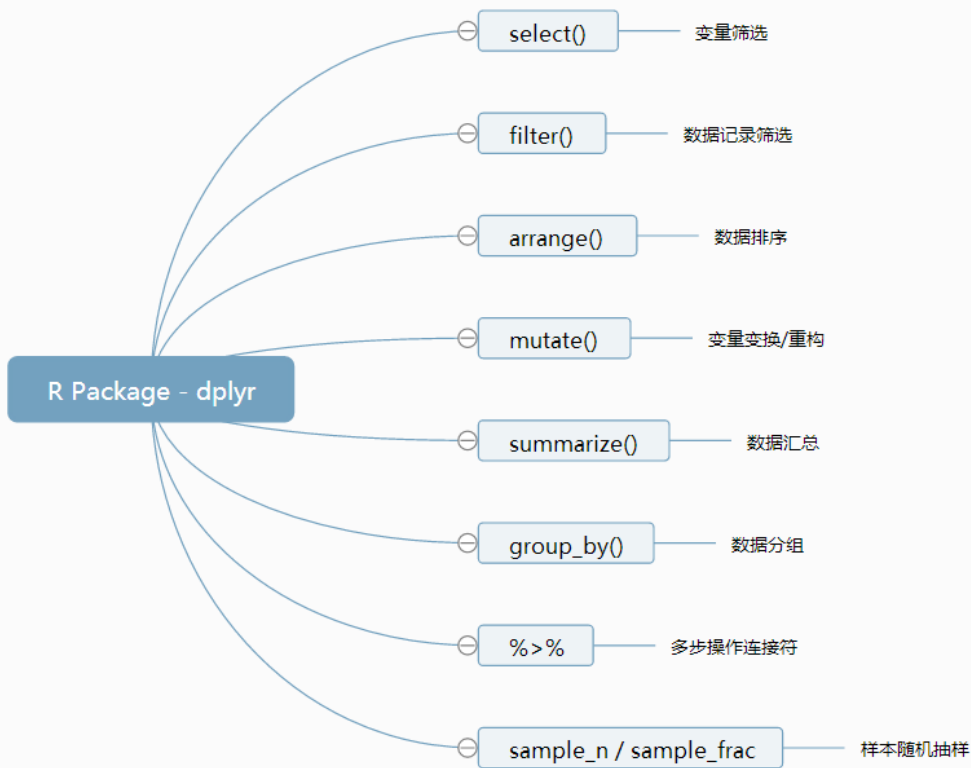 select()
变量筛选
filter()
数据记录筛选
arrange()
数据排序
mutate()
变量变换/重构
R Package - dplyr
summarize()
数据汇总
group_by()
数据分组
%>%
多步操作连接符
sample_n / sample_frac
样本随机抽样